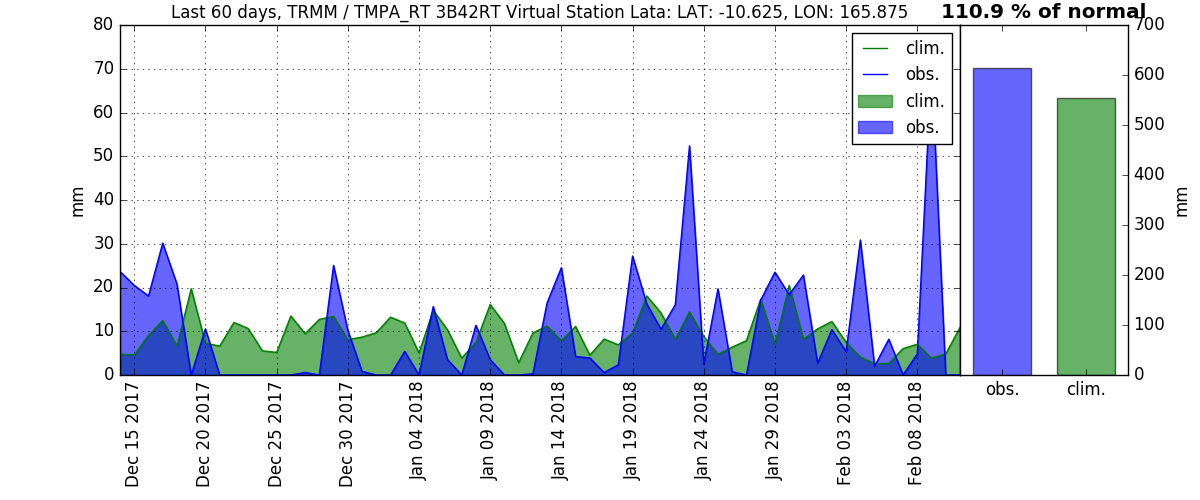 Last 60 days, TRMM / TMPA_RT 3B42RT Virtual Station Lata: LAT: -10.625, LON: 165.875
110.9 % of normal
80
70
60
50
40
30
20
10
0
mm
clim.
obs.
clim.
obs.
Dec 15 2017
Dec 20 2017
Dec 25 2017
Dec 30 2017
Jan 04 2018
Jan 09 2018
Jan 14 2018
Jan 19 2018
Jan 24 2018
Jan 29 2018
Feb 03 2018
Feb 08 2018
700
600
500
400
300
200
100
0
mm
obs.
clim.